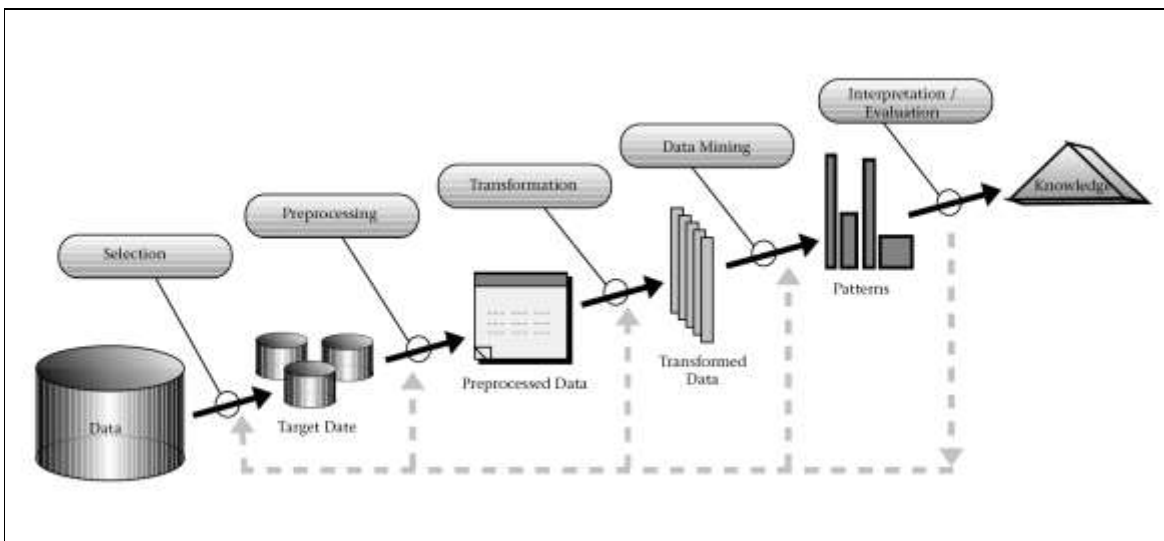 Interpretation /
Evaluation
Data Mining
Transformation
Preprocessing
Selection
Knowledge
Patterns
Transformed
Data
Preprocessed Data
Target Date
Data